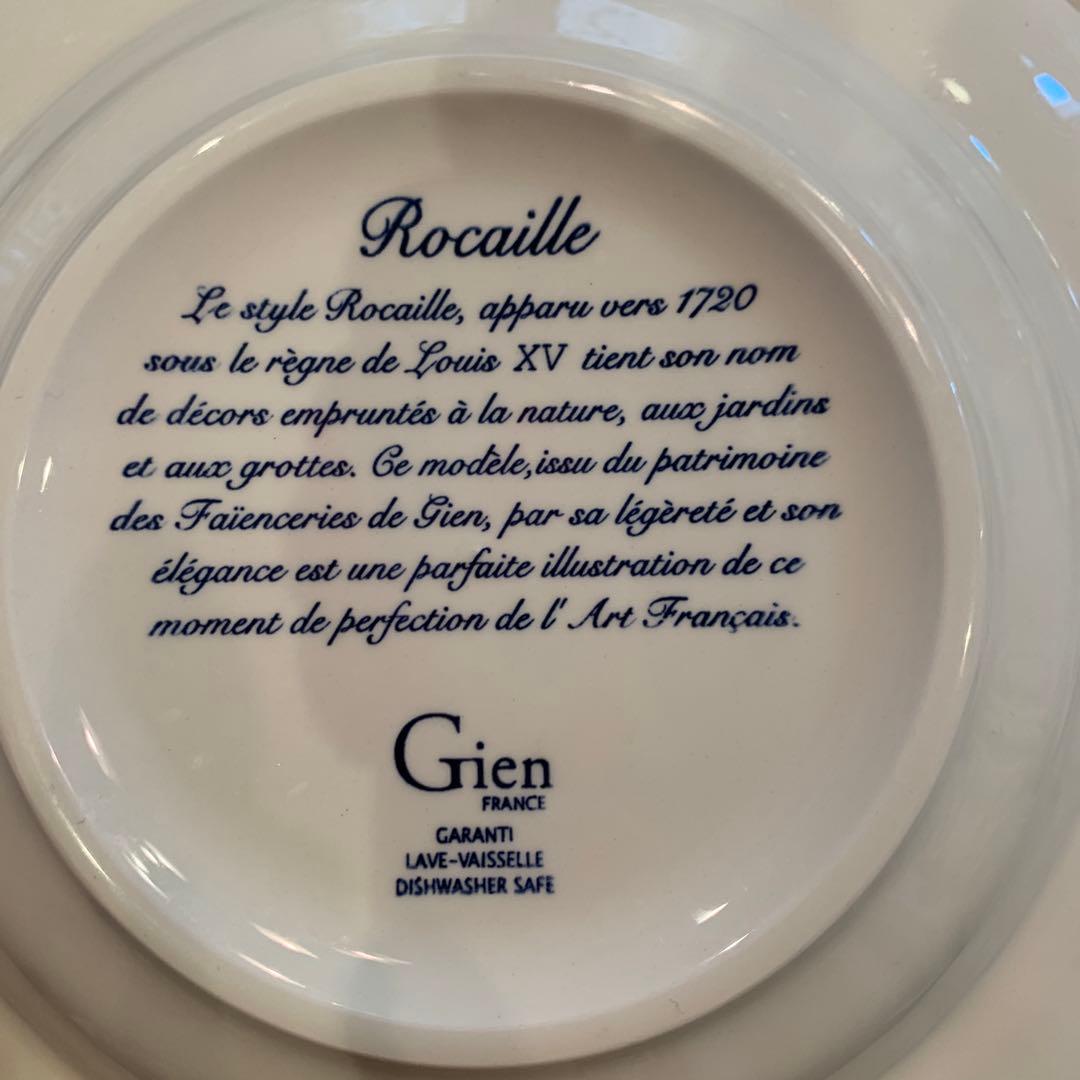 Rocaille
Le style Rocaille, apparu vers 1720
sous le règne de Louis XV tient son nom
de décors empruntés à la nature, aux jardins
et aux grottes. Ce modèle,issu du patrimoine
des Faïenceries de Gien, par sa légèreté et son
élégance est une parfaite illustration de ce
moment de perfection de l' Art Français.
Gien
FRANCE
GARANTI
LAVE-VAISSELLE
DISHWASHER SAFE